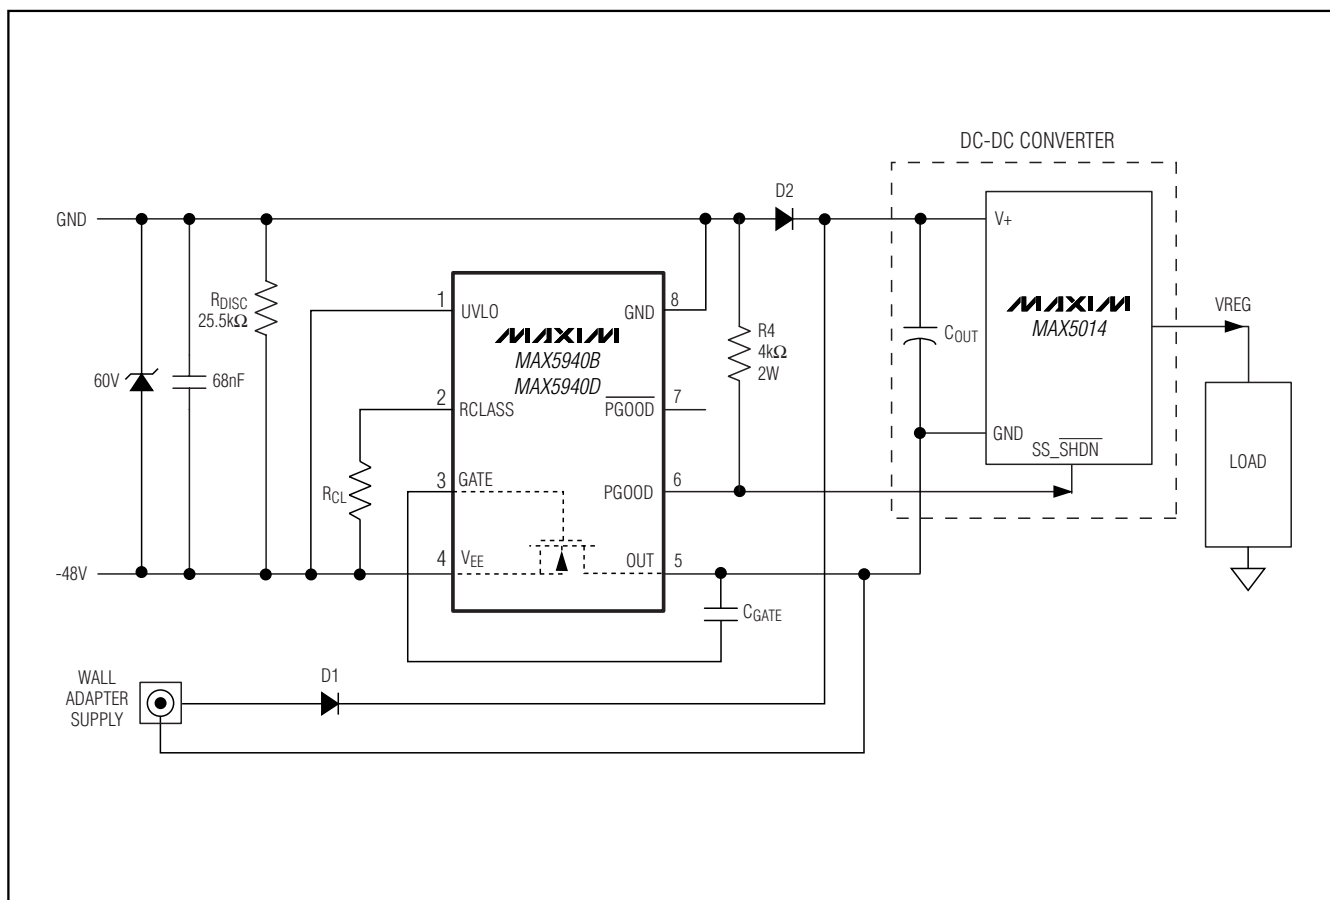 DC-DC CONVERTER
D2
GND
V+
RDISC
25.5kΩ
60V
68nF
1
UVLO
GND
8
MAXIM
MAX5940B
MAX5940D
2
RCLASS
PGOOD
7
R4
4kΩ
2W
COUT
MAXIM
MAX5014
VREG
GND
SS_SHDN
LOAD
RCL
3
GATE
PGOOD
6
-48V
4
VEE
OUT
5
CGATE
WALL
ADAPTER
SUPPLY
D1